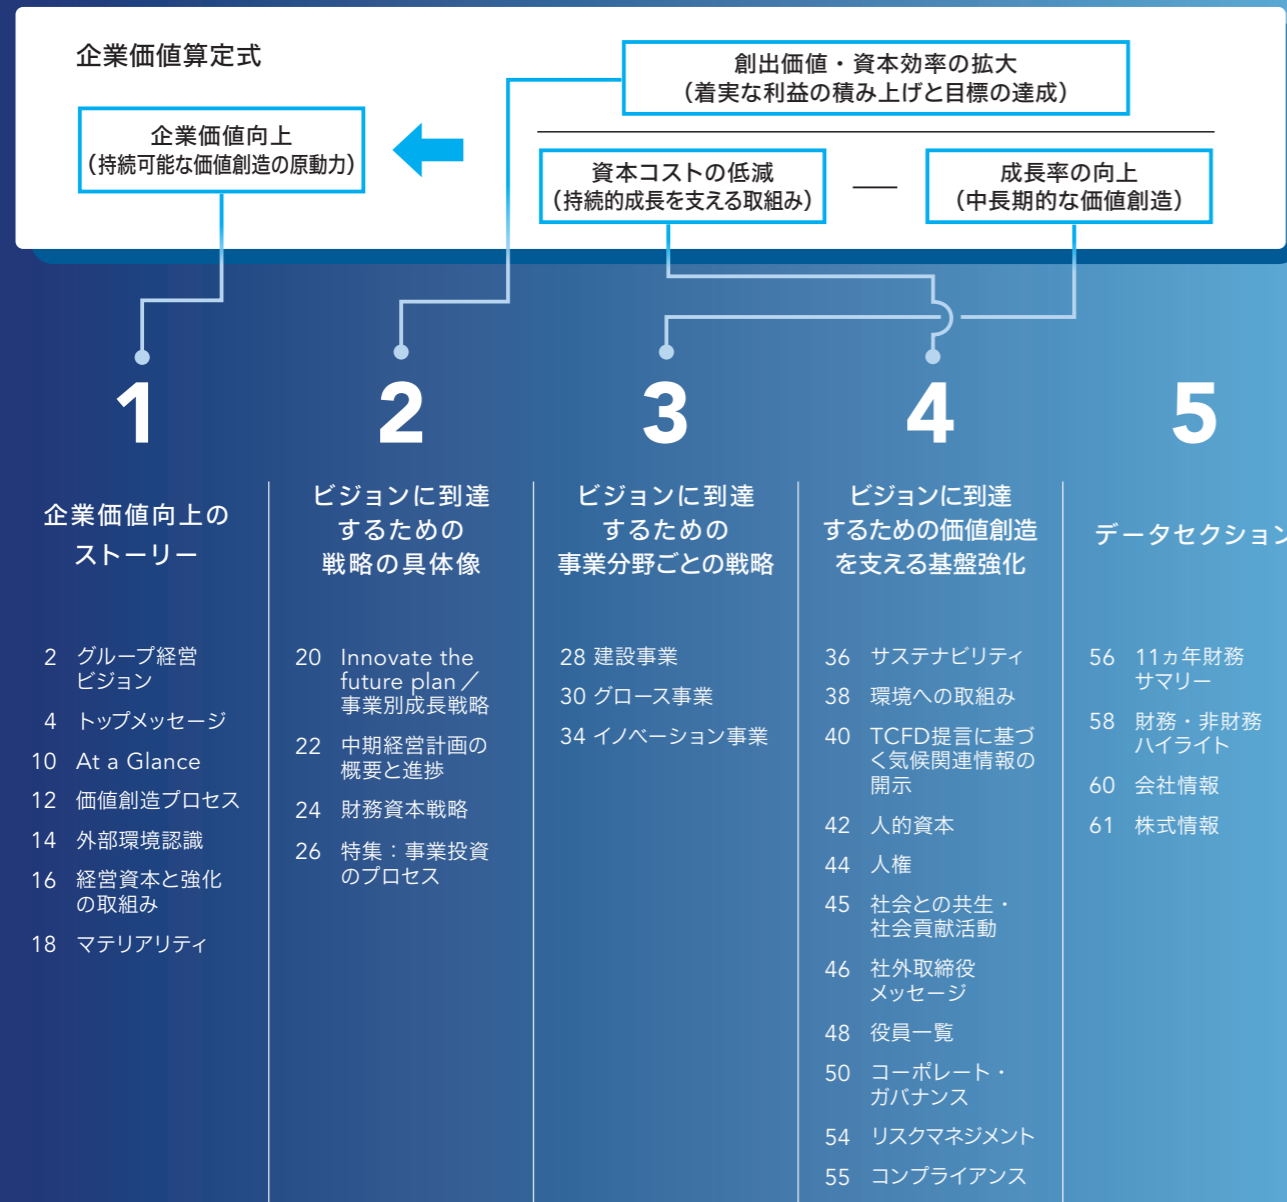 企業価値算定式
企業価値向上
（持続可能な価値創造の原動力）
創出価値・資本効率の拡大
（着実な利益の積み上げと目標の達成）
資本コストの低減
（持続的成長を支える取組み）
—
成長率の向上
（中長期的な価値創造）
1
企業価値向上の
ストーリー
2 グループ経営
ビジョン
4 トップメッセージ
10 At a Glance
12 価値創造プロセス
14 外部環境認識
16 経営資本と強化
の取組み
18 マテリアリティ
2
ビジョンに到達
するための
戦略の具体像
20 Innovate the
future plan／
事業別成長戦略
22 中期経営計画の
概要と進捗
24 財務資本戦略
26 特集：事業投資
のプロセス
3
ビジョンに到達
するための
事業分野ごとの戦略
28 建設事業
30 グロース事業
34 イノベーション事業
4
ビジョンに到達
するための価値創造
を支える基盤強化
36 サステナビリティ
38 環境への取組み
40 TCFD提言に基づ
く気候関連情報の
開示
42 人的資本
44 人権
45 社会との共生・
社会貢献活動
46 社外取締役
メッセージ
48 役員一覧
50 コーポレート・
ガバナンス
54 リスクマネジメント
55 コンプライアンス
5
データセクション
56 11ヵ年財務
サマリー
58 財務・非財務
ハイライト
60 会社情報
61 株式情報